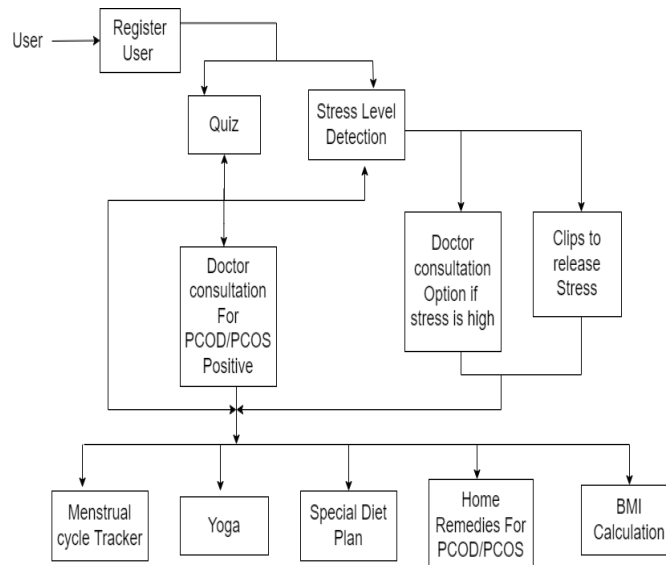 User
Register
User
Quiz
Stress Level
Detection
Doctor
consultation
For
PCOD/PCOS
Positive
Doctor
consultation
Option if
stress is high
Clips to
release
Stress
Menstrual
cycle Tracker
Yoga
Special Diet
Plan
Home
Remedies For
PCOD/PCOS
BMI
Calculation